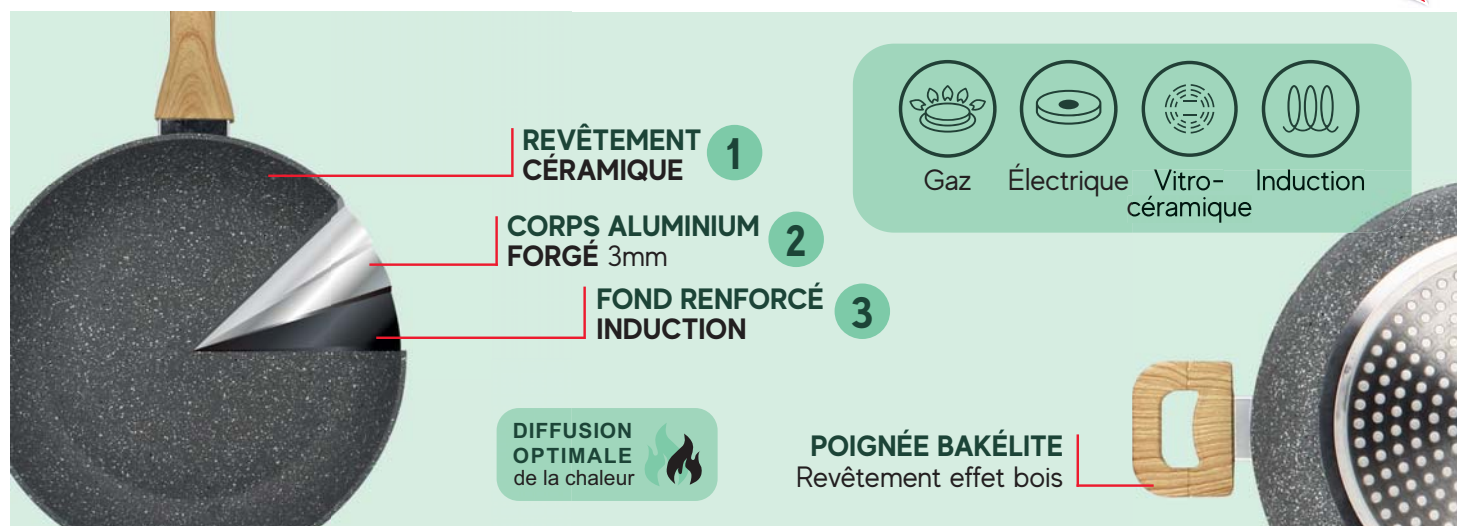 REVÊTEMENT
CÉRAMIQUE
1
CORPS ALUMINIUM
FORGÉ 3mm
2
FOND RENFORCÉ
INDUCTION
3
DIFFUSION
OPTIMALE
de la chaleur
Gaz
Électrique
Vitro-
céramique
Induction
POIGNÉE BAKÉLITE
Revêtement effet bois